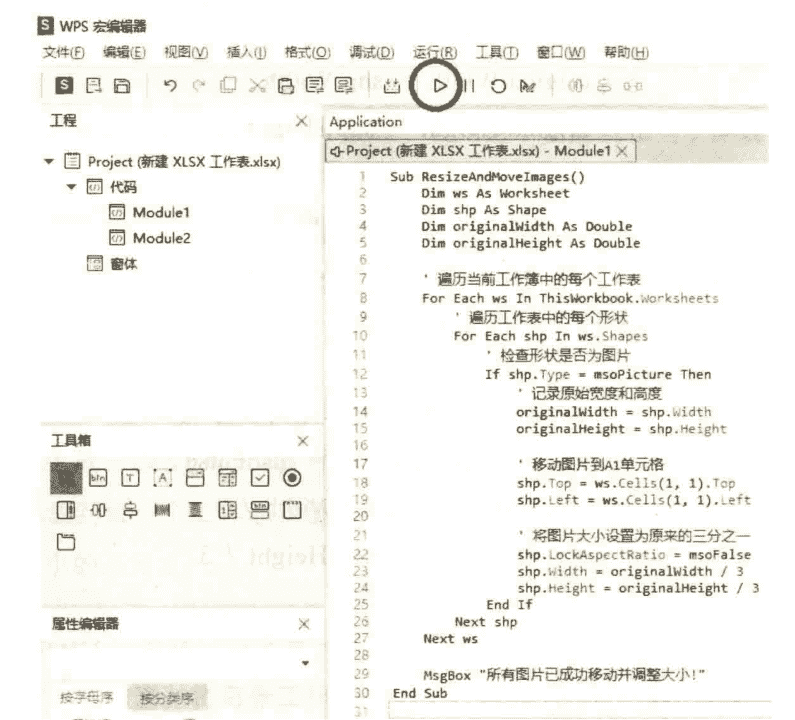 S WPS 宏编辑器
文件(F) 编辑(E) 视图(V) 插入(I) 格式(O) 调试(D) 运行(R) 工具(T) 窗口(W) 帮助(H)
工程
Application
Project (新建 XLSX 工作表.xlsx) - Module1
Project (新建 XLSX 工作表.xlsx)
代码
Module1
Module2
窗体
1 Sub ResizeAndMoveImages()
2 Dim ws As Worksheet
3 Dim shp As Shape
4 Dim originalWidth As Double
5 Dim originalHeight As Double
6
7 ' 遍历当前工作簿中的每个工作表
8 For Each ws In ThisWorkbook.Worksheets
9 ' 遍历工作表中的每个形状
10 For Each shp In ws.Shapes
11 ' 检查形状是否为图片
12 If shp.Type = msoPicture Then
13 ' 记录原始宽度和高度
14 originalWidth = shp.Width
15 originalHeight = shp.Height
16
17 ' 移动图片到A1单元格
18 shp.Top = ws.Cells(1, 1).Top
19 shp.Left = ws.Cells(1, 1).Left
20
21 ' 将图片大小设置为原来的三分之一
22 shp.LockAspectRatio = msoFalse
23 shp.Width = originalWidth / 3
24 shp.Height = originalHeight / 3
25 End If
26 Next shp
27 Next ws
28
29 MsgBox "所有图片已成功移动并调整大小!"
30 End Sub
31
工具箱
属性编辑器
按字母序 按分类序